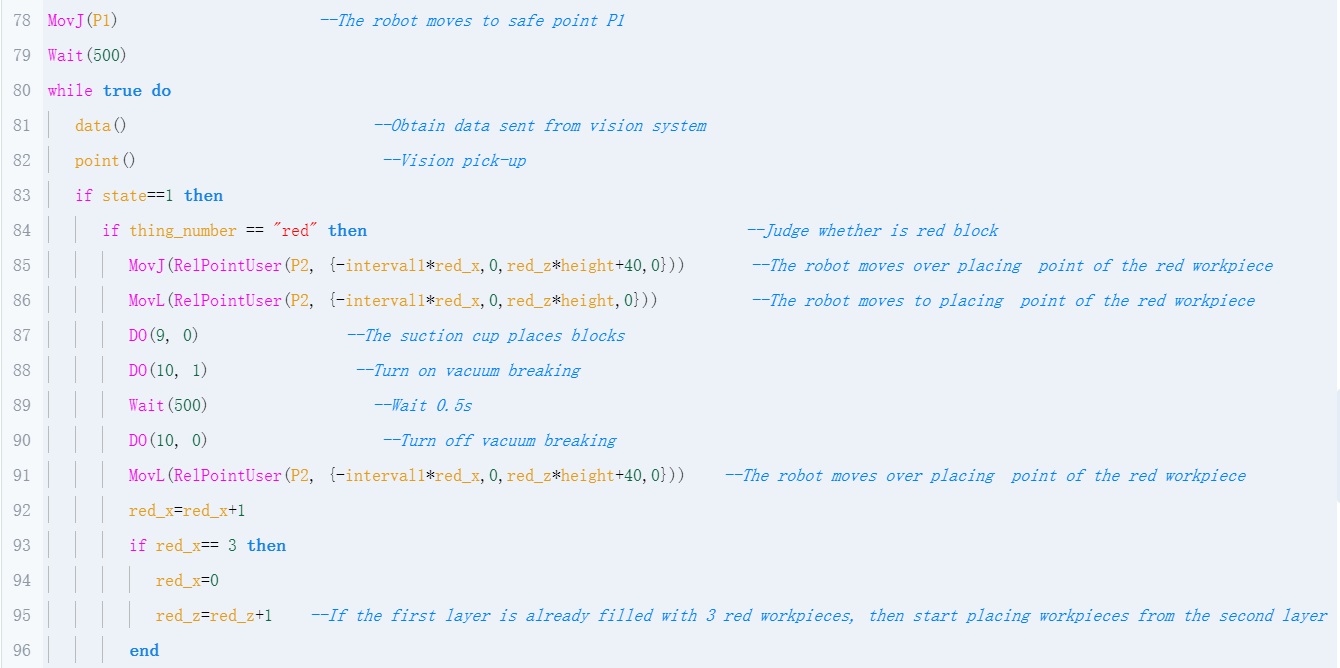 78 MovJ(P1) --The robot moves to safe point P1
79 Wait(500)
80 while true do
81 data() --Obtain data sent from vision system
82 point() --Vision pick-up
83 if state==1 then
84 if thing_number == "red" then --Judge whether is red block
85 MovJ(RelPointUser(P2, {-interval1*red_x,0,red_z*height+40,0})) --The robot moves over placing point of the red workpiece
86 MovL(RelPointUser(P2, {-interval1*red_x,0,red_z*height,0})) --The robot moves to placing point of the red workpiece
87 DO(9, 0) --The suction cup places blocks
88 DO(10, 1) --Turn on vacuum breaking
89 Wait(500) --Wait 0.5s
90 DO(10, 0) --Turn off vacuum breaking
91 MovL(RelPointUser(P2, {-interval1*red_x,0,red_z*height+40,0})) --The robot moves over placing point of the red workpiece
92 red_x=red_x+1
93 if red_x== 3 then
94 red_x=0
95 red_z=red_z+1 --If the first layer is already filled with 3 red workpieces, then start placing workpieces from the second layer
96 end